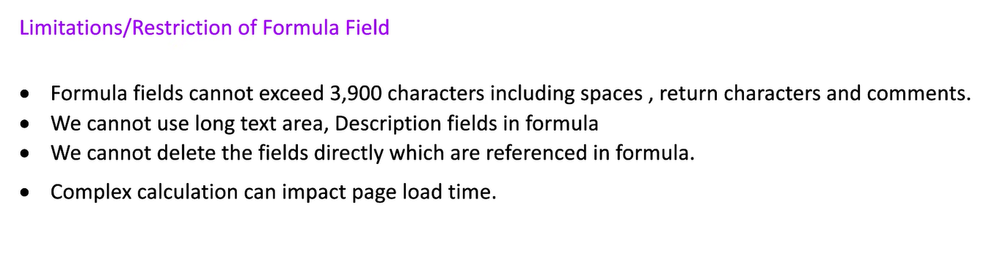 Limitations/Restriction of Formula Field
• Formula fields cannot exceed 3,900 characters including spaces , return characters and comments.
• We cannot use long text area, Description fields in formula
• We cannot delete the fields directly which are referenced in formula.
• Complex calculation can impact page load time.